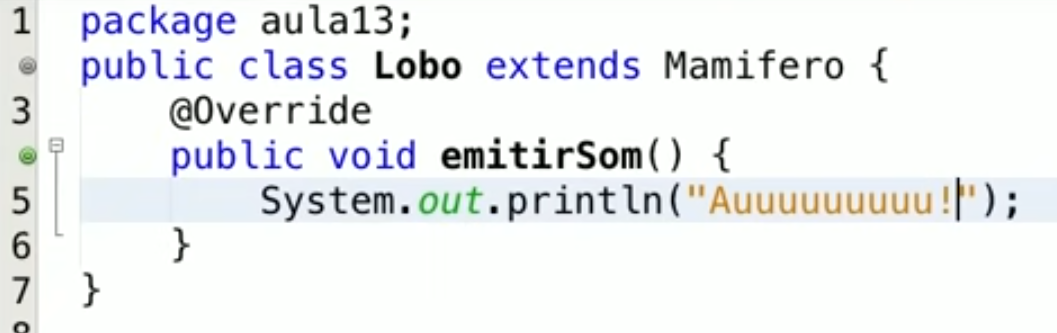 1 package aula13;
public class Lobo extends Mamifero {
3 @Override
public void emitirSom() {
5 System.out.println("Auuuuuuuuu!");
6 }
7 }
8